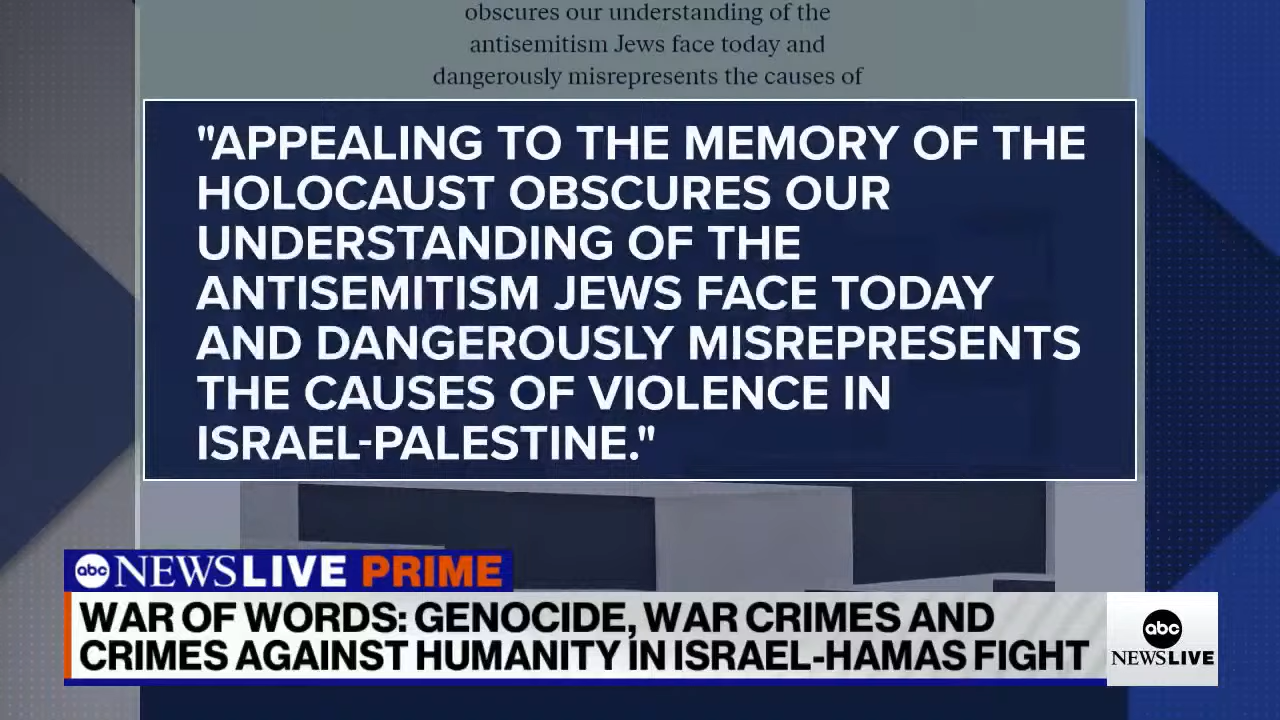 obscures our understanding of the
antisemitism Jews face today and
dangerously misrepresents the causes of
"APPEALING TO THE MEMORY OF THE
HOLOCAUST OBSCURES OUR
UNDERSTANDING OF THE
ANTISEMITISM JEWS FACE TODAY
AND DANGEROUSLY MISREPRESENTS
THE CAUSES OF VIOLENCE IN
ISRAEL-PALESTINE."
abc NEWS LIVE PRIME
WAR OF WORDS: GENOCIDE, WAR CRIMES AND
CRIMES AGAINST HUMANITY IN ISRAEL-HAMAS FIGHT
abc
NEWS LIVE